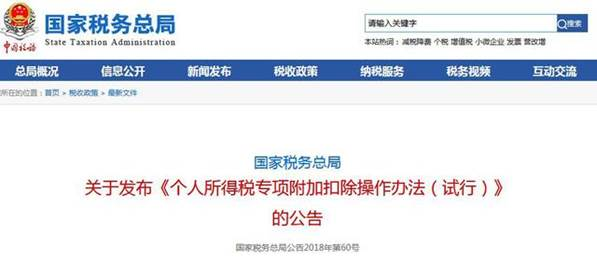 国家税务总局
State Taxation Administration
中国税务
请输入关键字
搜索
本站热词：减税降费 个税 增值税 小微企业 发票 营改增
总局概况 信息公开 新闻发布 税收政策 纳税服务 税务视频 互动交流
所在的位置：首页 > 税收政策 > 最新文件
国家税务总局
关于发布《个人所得税专项附加扣除操作办法（试行）》
的公告
国家税务总局公告2018年第60号